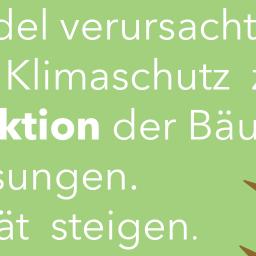 del verursacht
Klimaschutz z
ktion der Bäu
sungen.
ät steigen.